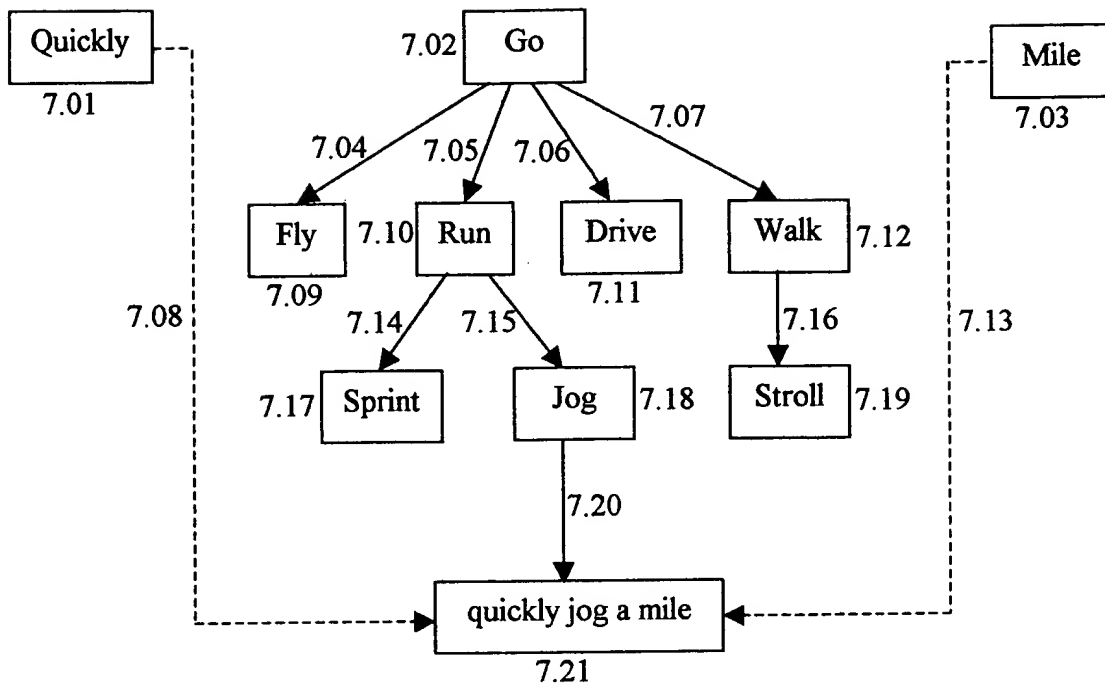 Quickly
7.01
7.02
Go
Mile
7.03
7.04
7.05
7.06
7.07
Fly
7.09
7.10
Run
Drive
7.11
Walk
7.12
7.08
7.14
7.15
7.16
7.13
7.17
Sprint
Jog
7.18
Stroll
7.19
7.20
quickly jog a mile
7.21